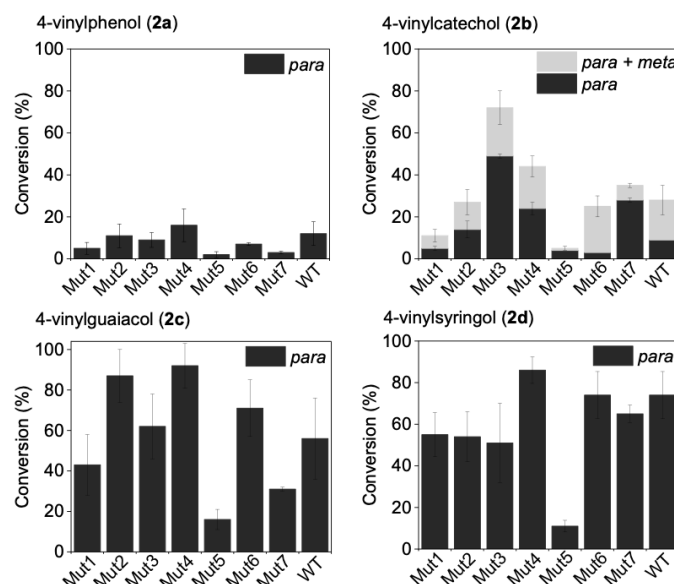 4-vinylphenol (2a)
100
80
60
40
20
0
Conversion (%)
para
Mut1 Mut2 Mut3 Mut4 Mut5 Mut6 Mut7 WT
4-vinylcatechol (2b)
100
80
60
40
20
0
Conversion (%)
para + meta
para
Mut1 Mut2 Mut3 Mut4 Mut5 Mut6 Mut7 WT
4-vinylguaiacol (2c)
100
80
60
40
20
0
Conversion (%)
para
Mut1 Mut2 Mut3 Mut4 Mut5 Mut6 Mut7 WT
4-vinylsyringol (2d)
100
80
60
40
20
0
Conversion (%)
para
Mut1 Mut2 Mut3 Mut4 Mut5 Mut6 Mut7 WT